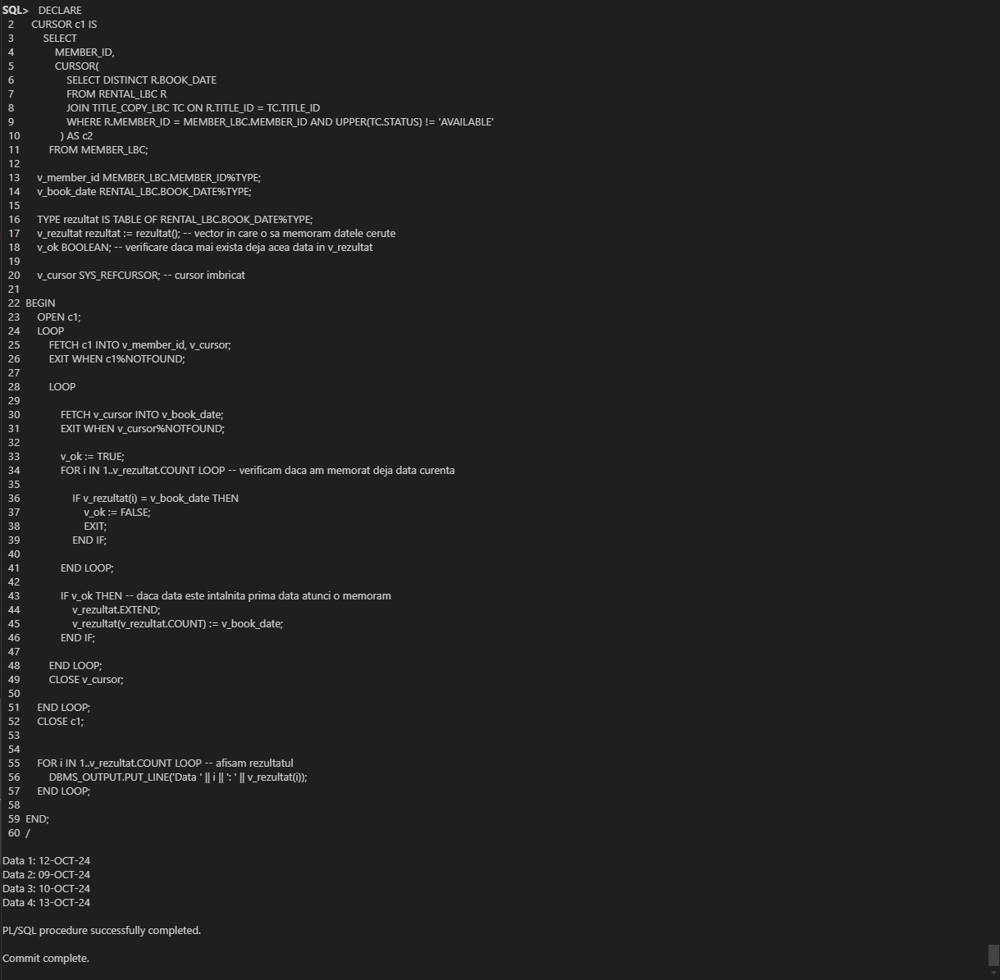 SQL> DECLARE
2 CURSOR c1 IS
3 SELECT
4 MEMBER_ID,
5 CURSOR(
6 SELECT DISTINCT R.BOOK_DATE
7 FROM RENTAL_LBC R
8 JOIN TITLE_COPY_LBC TC ON R.TITLE_ID = TC.TITLE_ID
9 WHERE R.MEMBER_ID = MEMBER_LBC.MEMBER_ID AND UPPER(TC.STATUS) != 'AVAILABLE'
10 ) AS c2
11 FROM MEMBER_LBC;
12
13 v_member_id MEMBER_LBC.MEMBER_ID%TYPE;
14 v_book_date RENTAL_LBC.BOOK_DATE%TYPE;
15
16 TYPE rezultat IS TABLE OF RENTAL_LBC.BOOK_DATE%TYPE;
17 v_rezultat rezultat := rezultat(); -- vector in care o sa memoram datele cerute
18 v_ok BOOLEAN; -- verificare daca mai exista deja acea data in v_rezultat
19
20 v_cursor SYS_REFCURSOR; -- cursor imbricat
21
22 BEGIN
23 OPEN c1;
24 LOOP
25 FETCH c1 INTO v_member_id, v_cursor;
26 EXIT WHEN c1%NOTFOUND;
27
28 LOOP
29
30 FETCH v_cursor INTO v_book_date;
31 EXIT WHEN v_cursor%NOTFOUND;
32
33 v_ok := TRUE;
34 FOR i IN 1..v_rezultat.COUNT LOOP -- verificam daca am memorat deja data curenta
35
36 IF v_rezultat(i) = v_book_date THEN
37 v_ok := FALSE;
38 EXIT;
39 END IF;
40
41 END LOOP;
42
43 IF v_ok THEN -- daca data este intalnita prima data atunci o memoram
44 v_rezultat.EXTEND;
45 v_rezultat(v_rezultat.COUNT) := v_book_date;
46 END IF;
47
48 END LOOP;
49 CLOSE v_cursor;
50
51 END LOOP;
52 CLOSE c1;
53
54
55 FOR i IN 1..v_rezultat.COUNT LOOP -- afisam rezultatul
56 DBMS_OUTPUT.PUT_LINE('Data ' || i || ': ' || v_rezultat(i));
57 END LOOP;
58
59 END;
60 /
Data 1: 12-OCT-24
Data 2: 09-OCT-24
Data 3: 10-OCT-24
Data 4: 13-OCT-24
PL/SQL procedure successfully completed.
Commit complete.